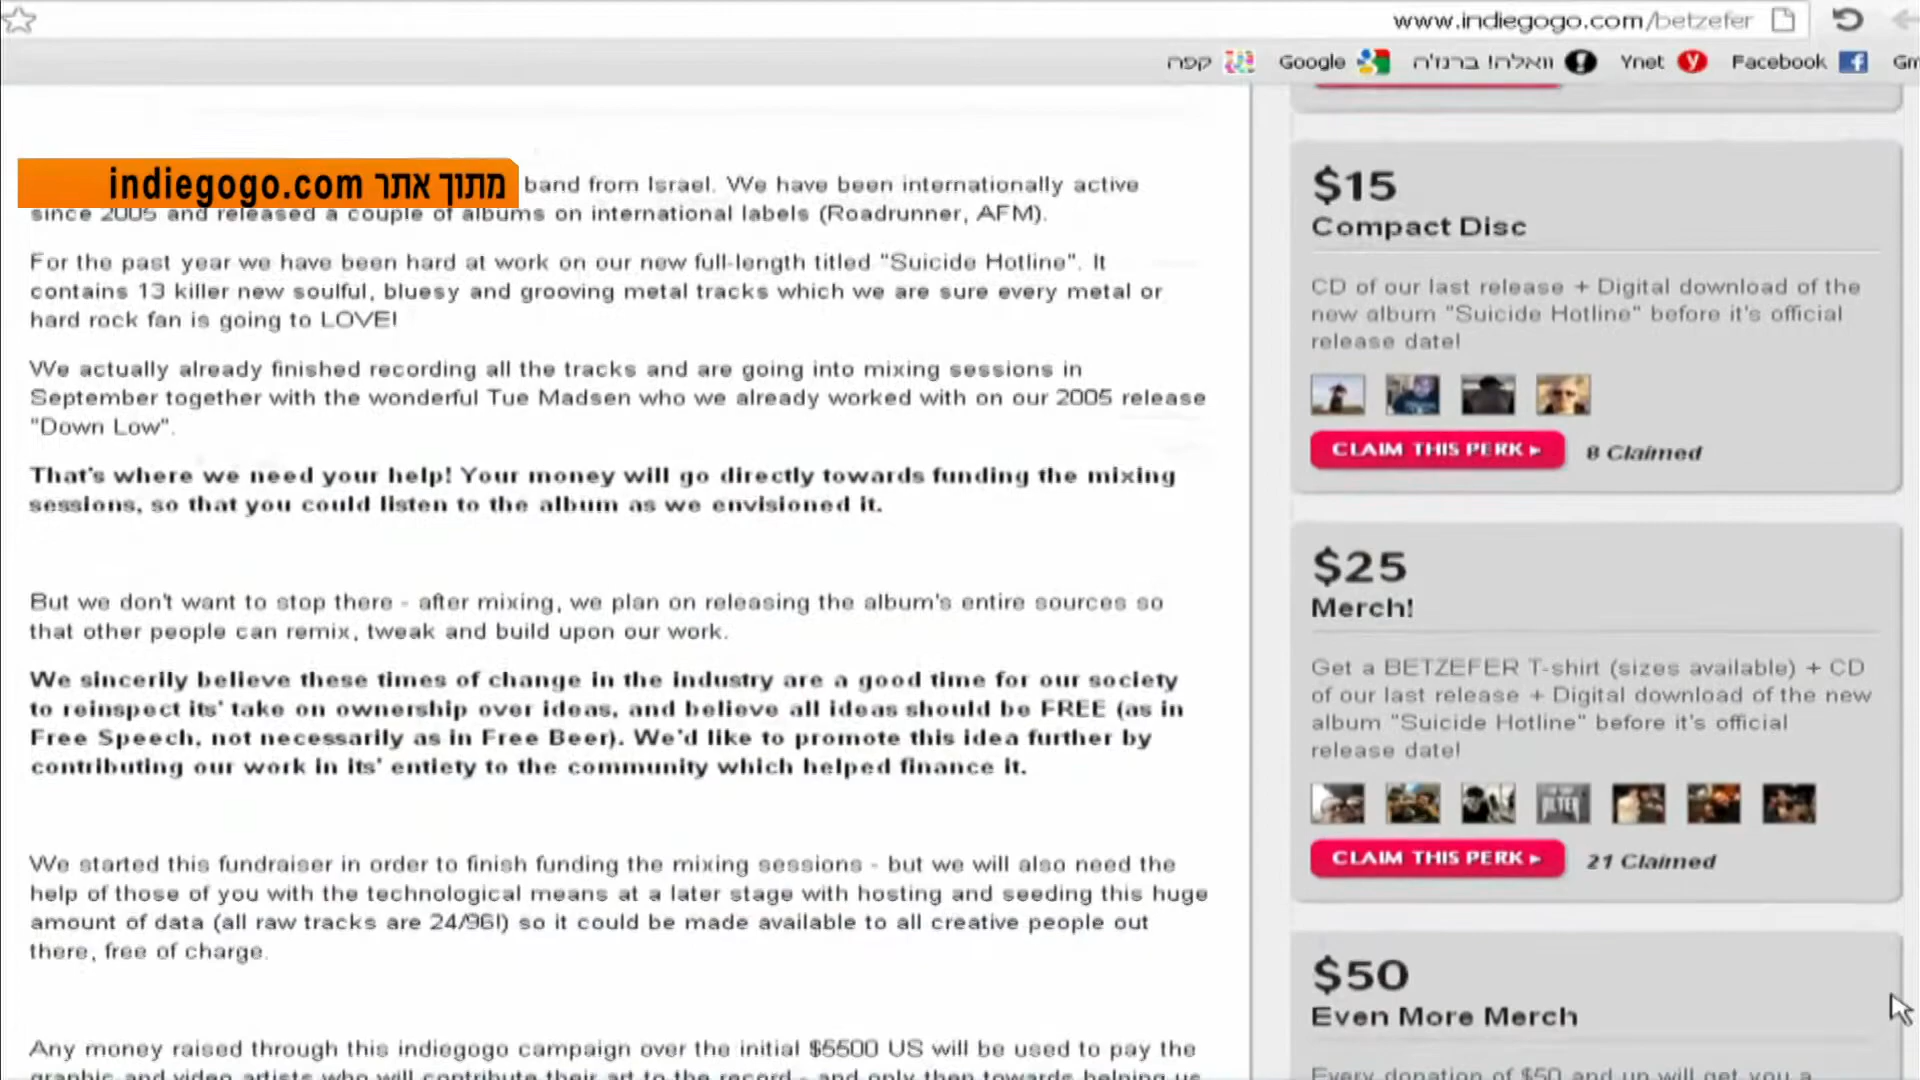 www.indiegogo.com/betzefer
קפה
Google
וואלה! ברנז'ה
Ynet
Facebook
Gm
מתוך אתר indiegogo.com
band from Israel. We have been internationally active
since 2005 and released a couple of albums on international labels (Roadrunner, AFM).
For the past year we have been hard at work on our new full-length titled "Suicide Hotline". It
contains 13 killer new soulful, bluesy and grooving metal tracks which we are sure every metal or
hard rock fan is going to LOVE!
We actually already finished recording all the tracks and are going into mixing sessions in
September together with the wonderful Tue Madsen who we already worked with on our 2005 release
"Down Low".
That's where we need your help! Your money will go directly towards funding the mixing
sessions, so that you could listen to the album as we envisioned it.
But we don't want to stop there - after mixing, we plan on releasing the album's entire sources so
that other people can remix, tweak and build upon our work.
We sincerily believe these times of change in the industry are a good time for our society
to reinspect its' take on ownership over ideas, and believe all ideas should be FREE (as in
Free Speech, not necessarily as in Free Beer). We'd like to promote this idea further by
contributing our work in its' entiety to the community which helped finance it.
We started this fundraiser in order to finish funding the mixing sessions - but we will also need the
help of those of you with the technological means at a later stage with hosting and seeding this huge
amount of data (all raw tracks are 24/96!) so it could be made available to all creative people out
there, free of charge.
Any money raised through this indiegogo campaign over the initial $5500 US will be used to pay the
graphic and video artists who will contribute their art to the record - and only then towards helping us
$15
Compact Disc
CD of our last release + Digital download of the
new album "Suicide Hotline" before it's official
release date!
CLAIM THIS PERK
8 Claimed
$25
Merch!
Get a BETZEFER T-shirt (sizes available) + CD
of our last release + Digital download of the new
album "Suicide Hotline" before it's official
release date!
CLAIM THIS PERK
21 Claimed
$50
Even More Merch
Every donation of $50 and up will get you a